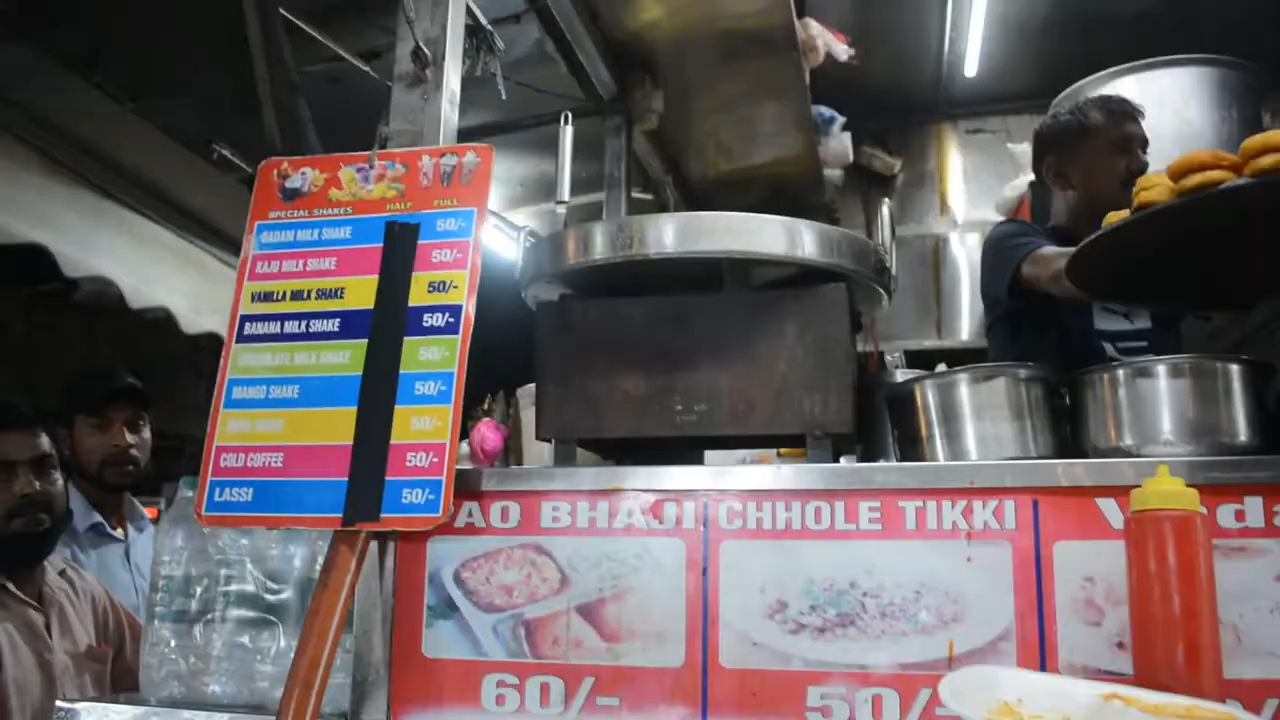 SPECIAL SHAKES HALF FULL
BADAM MILK SHAKE 50/-
KAJU MILK SHAKE 50/-
VANILLA MILK SHAKE 50/-
BANANA MILK SHAKE 50/-
CHOCOLATE MILK SHAKE 50/-
MANGO SHAKE 50/-
50/-
COLD COFFEE 50/-
LASSI 50/-
PAO BHAJI
60/-
CHHOLE TIKKI
50/-